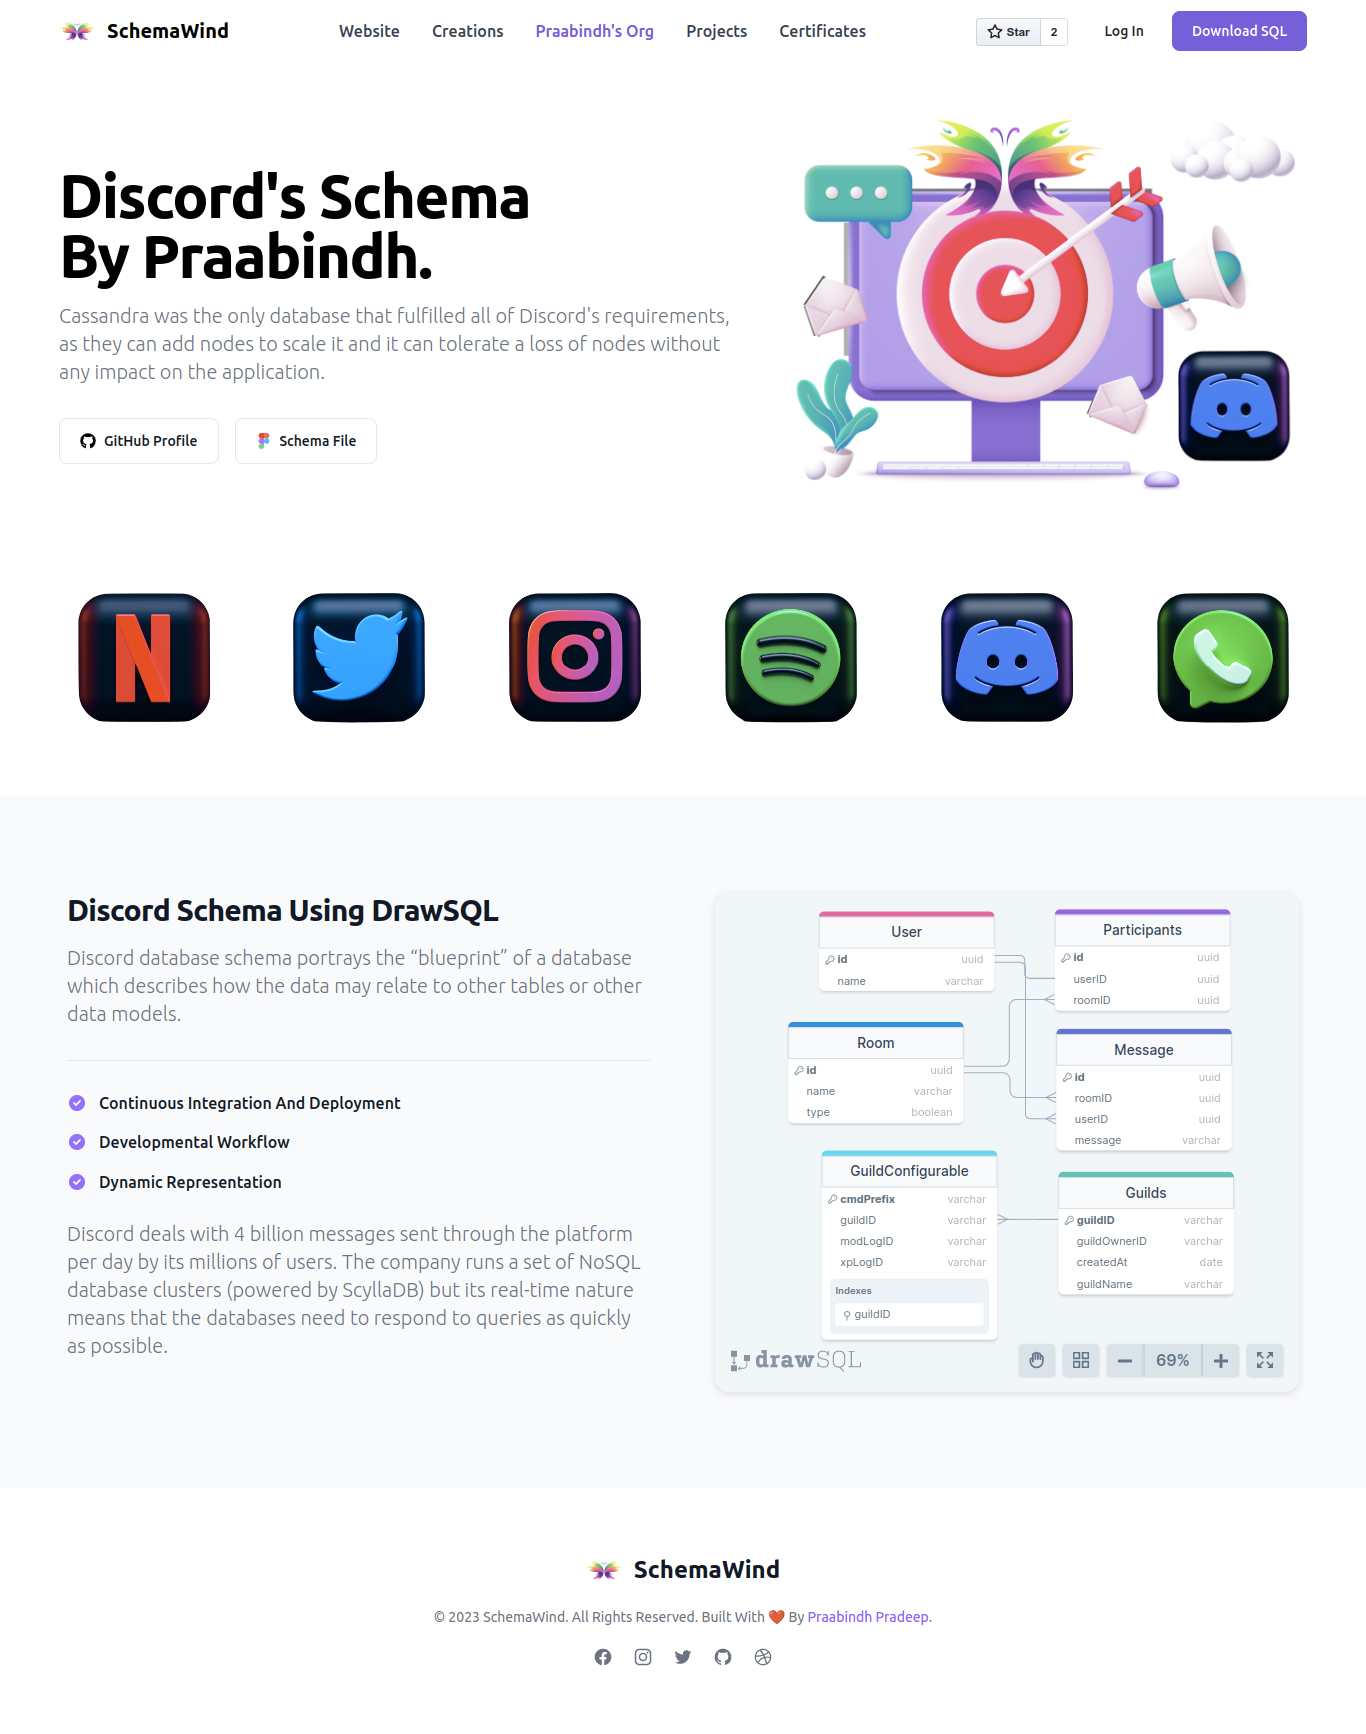 SchemaWind
Website
Creations
Praabindh's Org
Projects
Certificates
Star
2
Log In
Download SQL
Discord's Schema
By Praabindh.
Cassandra was the only database that fulfilled all of Discord's requirements,
as they can add nodes to scale it and it can tolerate a loss of nodes without
any impact on the application.
GitHub Profile
Schema File
N
Discord Schema Using DrawSQL
Discord database schema portrays the “blueprint” of a database
which describes how the data may relate to other tables or other
data models.
Continuous Integration And Deployment
Developmental Workflow
Dynamic Representation
Discord deals with 4 billion messages sent through the platform
per day by its millions of users. The company runs a set of NoSQL
database clusters (powered by ScyllaDB) but its real-time nature
means that the databases need to respond to queries as quickly
as possible.
User
id uuid
name varchar
Participants
id uuid
userID uuid
roomID uuid
Room
id uuid
name varchar
type boolean
Message
id uuid
roomID uuid
userID uuid
message varchar
GuildConfigurable
cmdPrefix varchar
guildID varchar
modLogID varchar
xpLogID varchar
Indexes
guildID
Guilds
guildID varchar
guildOwnerID varchar
createdAt date
guildName varchar
drawSQL
69%
SchemaWind
© 2023 SchemaWind. All Rights Reserved. Built With ❤️ By Praabindh Pradeep.